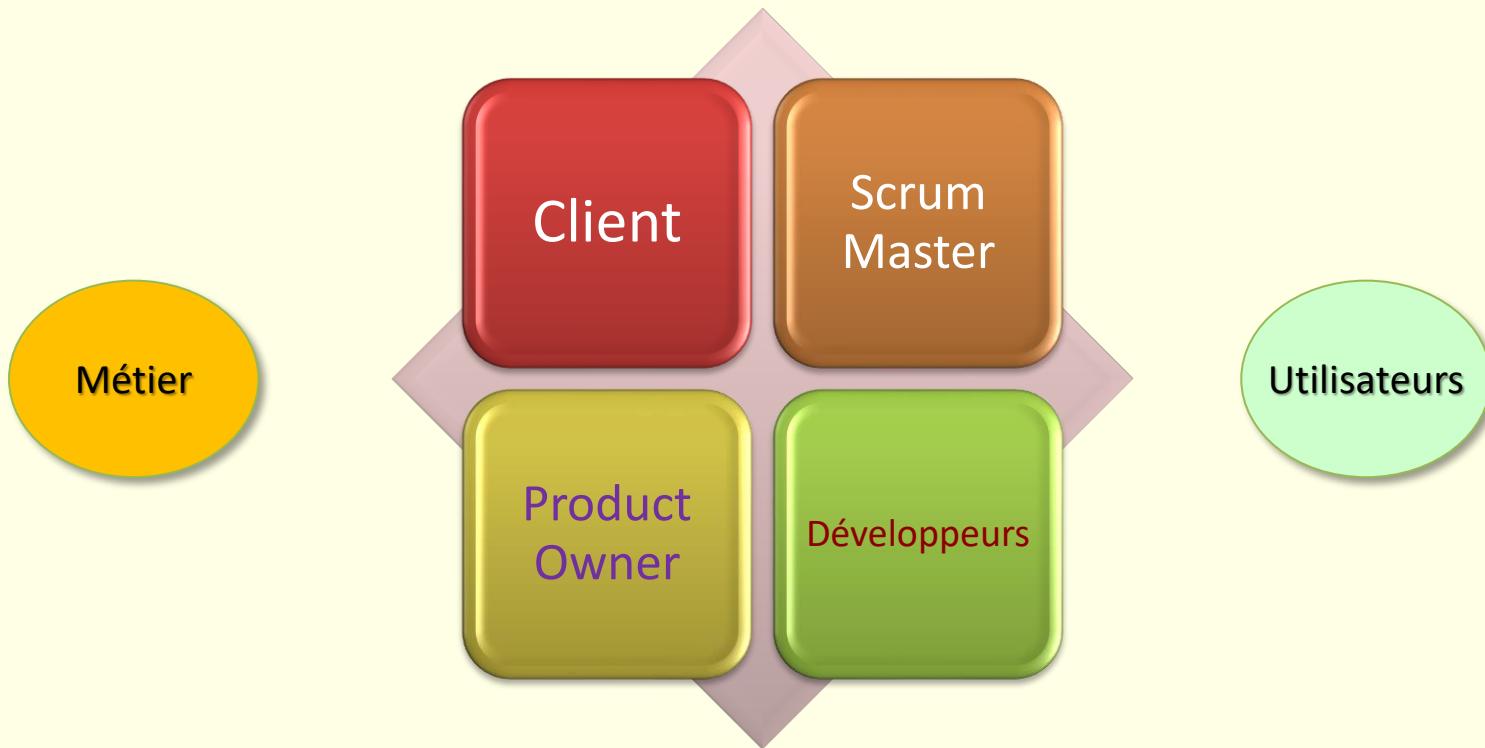 Client
Scrum
Master
Métier
Utilisateurs
Product
Owner
Développeurs